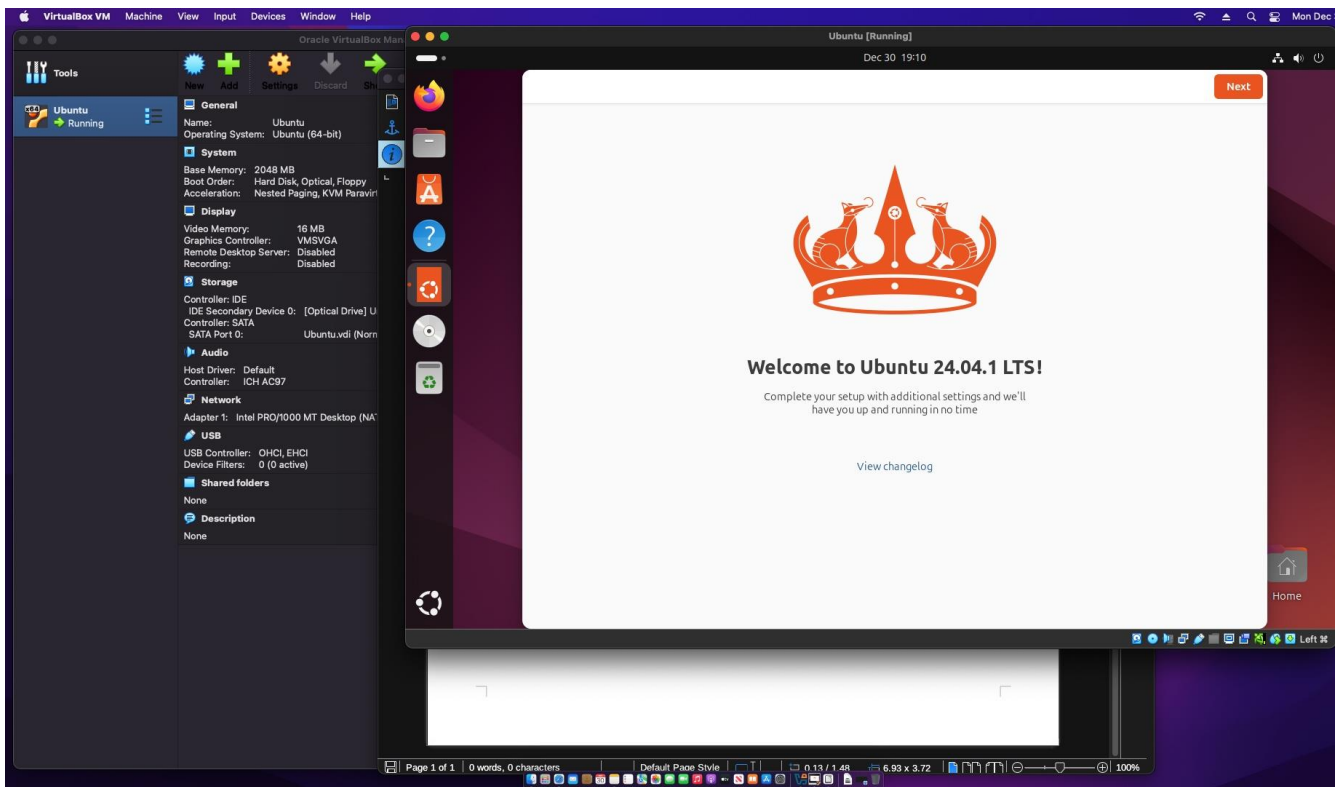 VirtualBox VM Machine View Input Devices Window Help
Mon Dec
Oracle VirtualBox Man
Tools
New Add Settings Discard
Ubuntu
Running
General
Name: Ubuntu
Operating System: Ubuntu (64-bit)
System
Base Memory: 2048 MB
Boot Order: Hard Disk, Optical, Floppy
Acceleration: Nested Paging, KVM Paravirt
Display
Video Memory: 16 MB
Graphics Controller: VMSVGA
Remote Desktop Server: Disabled
Recording: Disabled
Storage
Controller: IDE
IDE Secondary Device 0: [Optical Drive] U
Controller: SATA
SATA Port 0: Ubuntu.vdi (Norm
Audio
Host Driver: Default
Controller: ICH AC97
Network
Adapter 1: Intel PRO/1000 MT Desktop (NAT
USB
USB Controller: OHCI, EHCI
Device Filters: 0 (0 active)
Shared folders
None
Description
None
Ubuntu [Running]
Dec 30 19:10
Next
Welcome to Ubuntu 24.04.1 LTS!
Complete your setup with additional settings and we'll
have you up and running in no time
View changelog
Home
Left ⌘
Page 1 of 1 0 words, 0 characters Default Page Style 0.13 / 1.48 6.93 x 3.72 100%